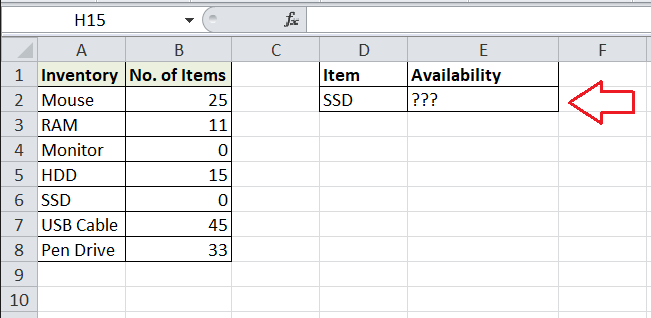 H15 fx
A B C D E F
1 Inventory No. of Items Item Availability
2 Mouse 25 SSD ???
3 RAM 11
4 Monitor 0
5 HDD 15
6 SSD 0
7 USB Cable 45
8 Pen Drive 33
9
10